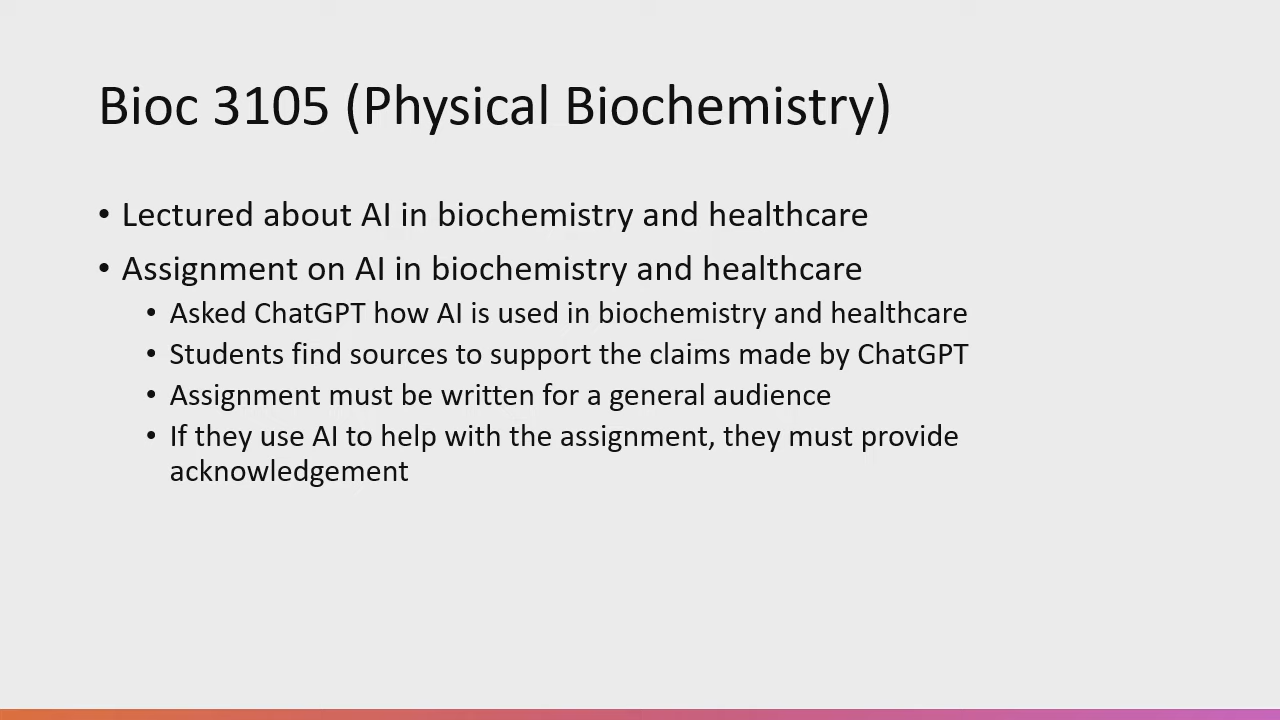 Bioc 3105 (Physical Biochemistry)
• Lectured about AI in biochemistry and healthcare
• Assignment on AI in biochemistry and healthcare
• Asked ChatGPT how AI is used in biochemistry and healthcare
• Students find sources to support the claims made by ChatGPT
• Assignment must be written for a general audience
• If they use AI to help with the assignment, they must provide
acknowledgement